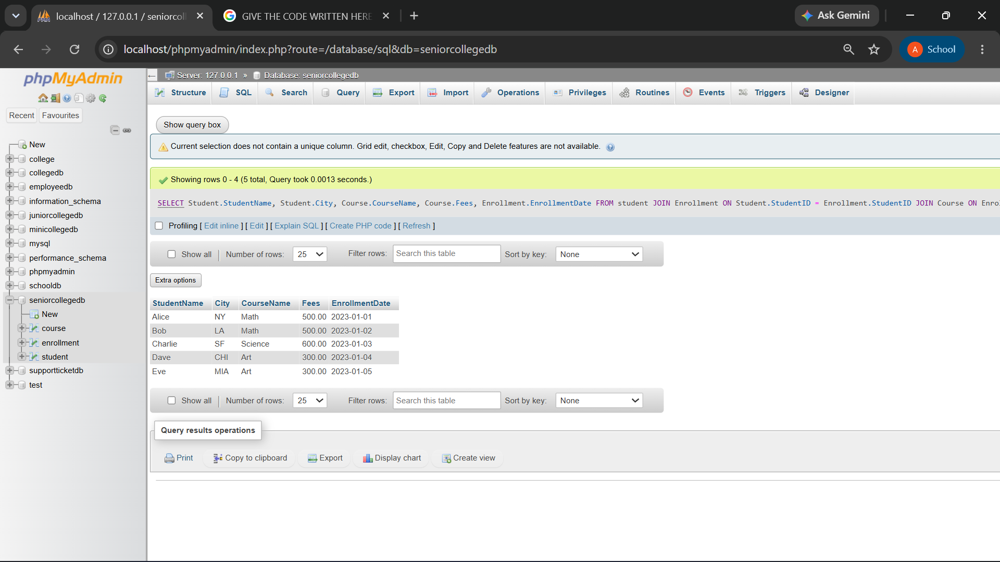 localhost / 127.0.0.1 / seniorcoll
GIVE THE CODE WRITTEN HERE
Ask Gemini
localhost/phpmyadmin/index.php?route=/database/sql&db=seniorcollegedb
A School
phpMyAdmin
Recent Favourites
New
college
collegedb
employeedb
information_schema
juniorcollegedb
minicollegedb
mysql
performance_schema
phpmyadmin
schooldb
seniorcollegedb
New
course
enrollment
student
supportticketdb
test
Server: 127.0.0.1 » Database: seniorcollegedb
Structure SQL Search Query Export Import Operations Privileges Routines Events Triggers Designer
Show query box
Current selection does not contain a unique column. Grid edit, checkbox, Edit, Copy and Delete features are not available.
Showing rows 0 - 4 (5 total, Query took 0.0013 seconds.)
SELECT Student.StudentName, Student.City, Course.CourseName, Course.Fees, Enrollment.EnrollmentDate FROM student JOIN Enrollment ON Student.StudentID = Enrollment.StudentID JOIN Course ON Enro
Profiling [ Edit inline ] [ Edit ] [ Explain SQL ] [ Create PHP code ] [ Refresh ]
Show all Number of rows: 25 Filter rows: Search this table Sort by key: None
Extra options
StudentName City CourseName Fees EnrollmentDate
Alice NY Math 500.00 2023-01-01
Bob LA Math 500.00 2023-01-02
Charlie SF Science 600.00 2023-01-03
Dave CHI Art 300.00 2023-01-04
Eve MIA Art 300.00 2023-01-05
Show all Number of rows: 25 Filter rows: Search this table Sort by key: None
Query results operations
Print Copy to clipboard Export Display chart Create view